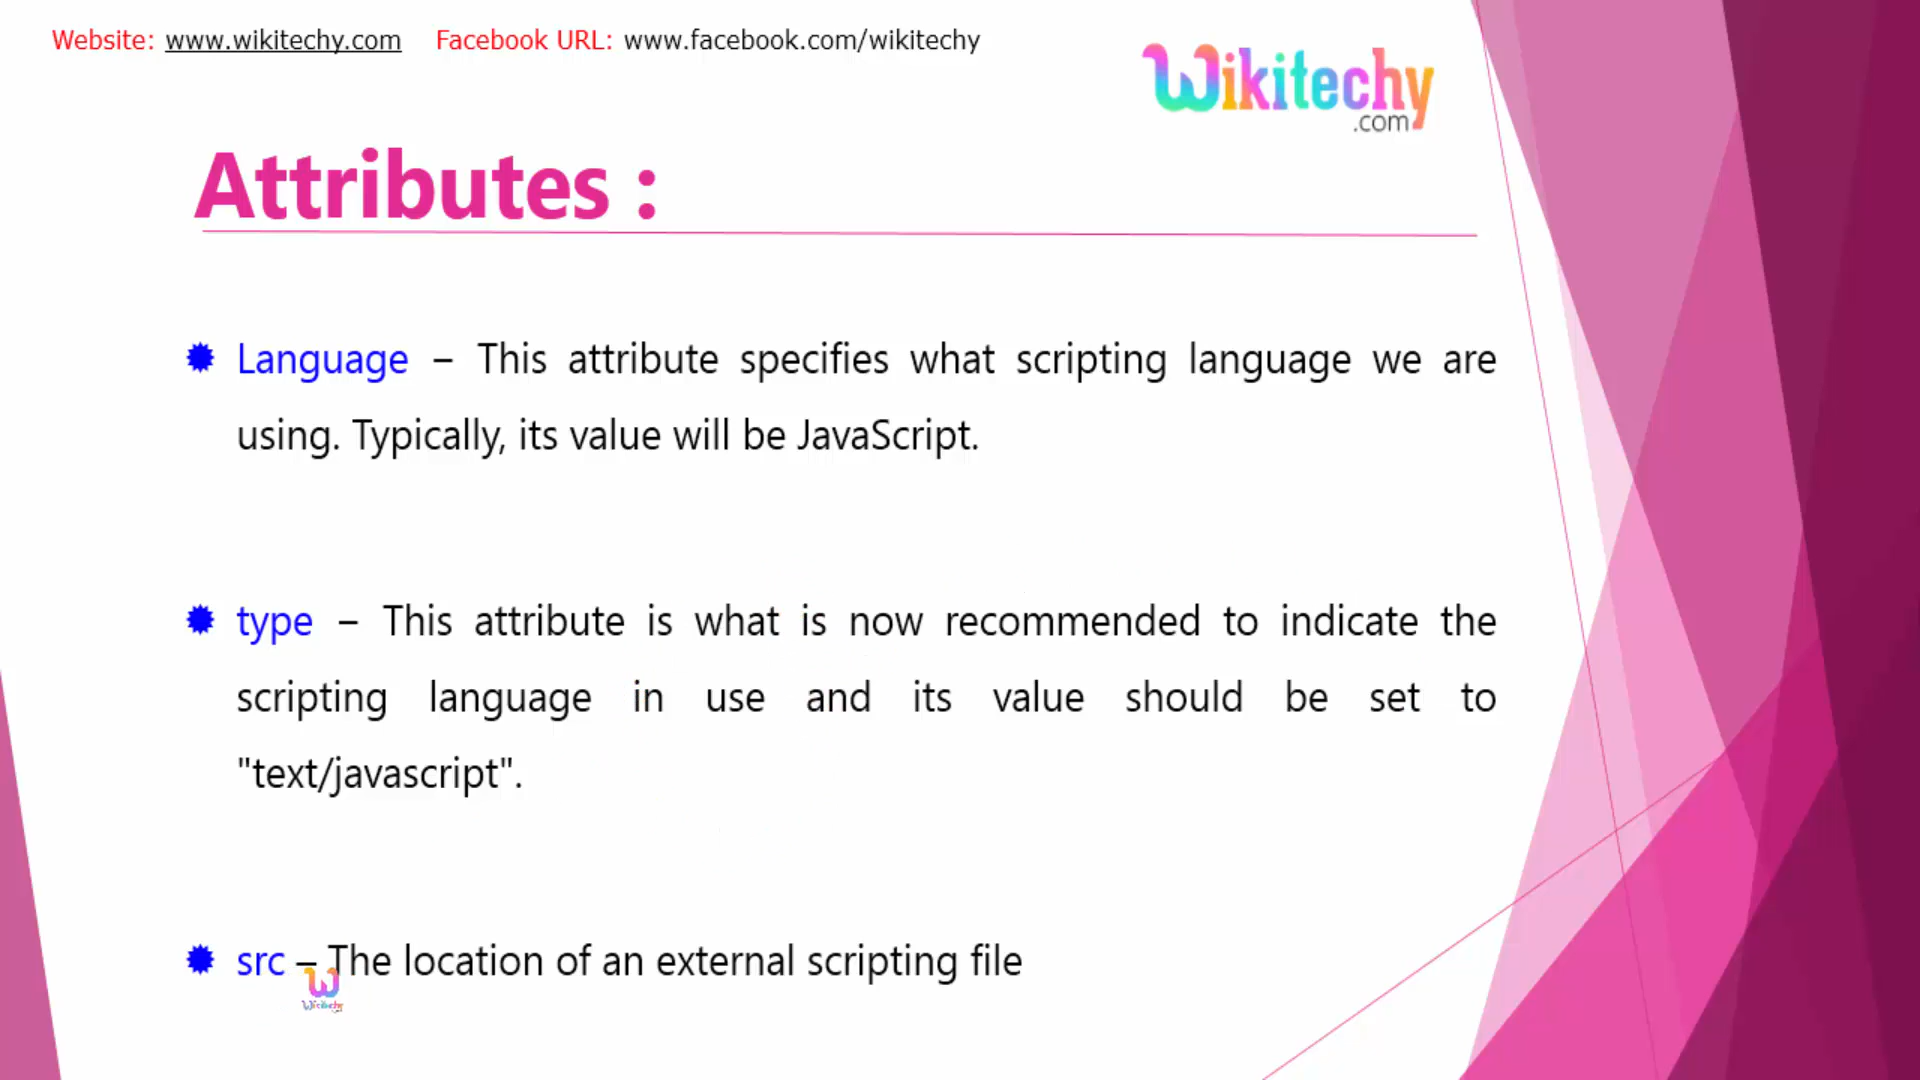 Website: www.wikitechy.com Facebook URL: www.facebook.com/wikitechy
Wikitechy
.com
Attributes :
Language – This attribute specifies what scripting language we are
using. Typically, its value will be JavaScript.
type – This attribute is what is now recommended to indicate the
scripting language in use and its value should be set to
"text/javascript".
src – The location of an external scripting file
W
Wikitechy